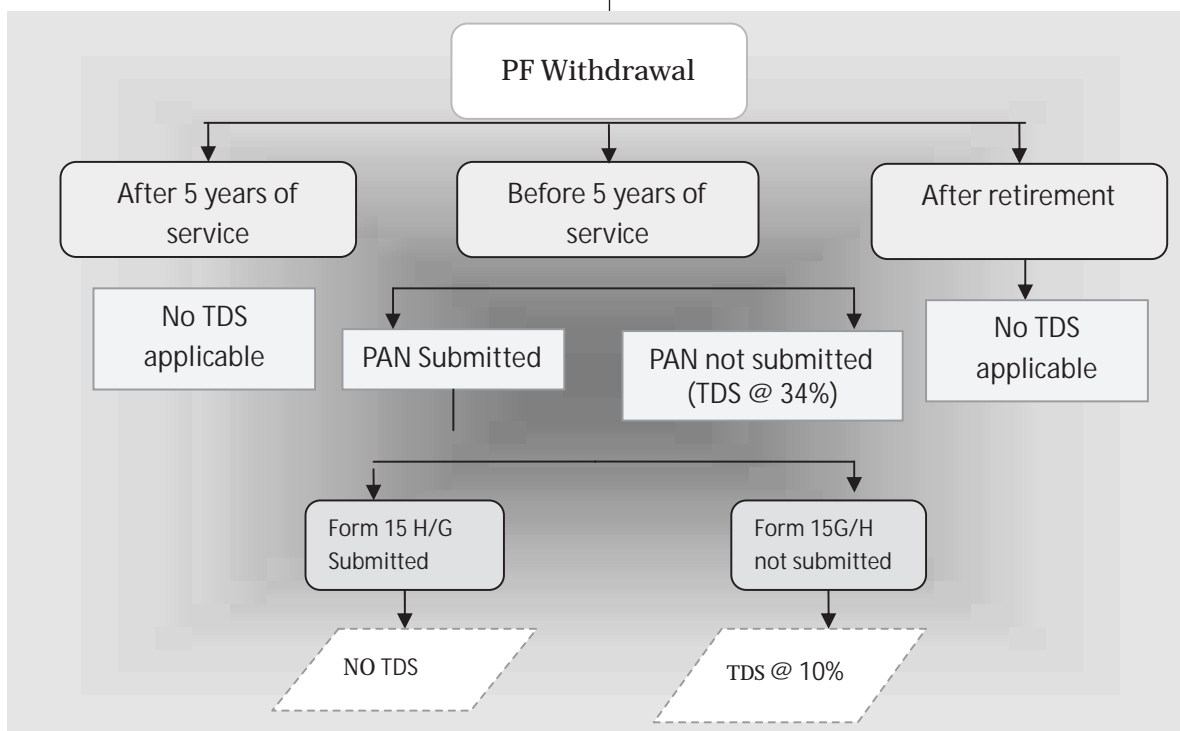 PF Withdrawal
After 5 years of
service
Before 5 years of
service
After retirement
No TDS
applicable
PAN Submitted
PAN not submitted
(TDS @ 34%)
No TDS
applicable
Form 15 H/G
Submitted
Form 15G/H
not submitted
NO TDS
TDS @ 10%